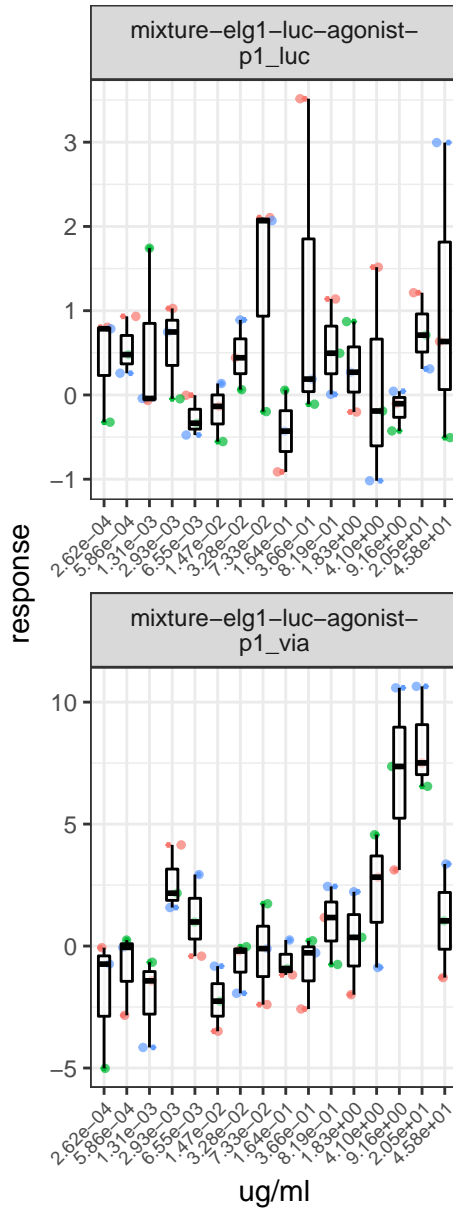 mixture−elg1−luc−agonist−
p1_luc
3
2
1
0
−1
2.62e−04
5.86e−04
1.31e−03
2.93e−03
6.55e−03
1.47e−02
3.28e−02
7.33e−02
1.64e−01
3.66e−01
8.19e−01
1.83e+00
4.10e+00
9.16e+00
2.05e+01
4.58e+01
response
mixture−elg1−luc−agonist−
p1_via
10
5
0
−5
2.62e−04
5.86e−04
1.31e−03
2.93e−03
6.55e−03
1.47e−02
3.28e−02
7.33e−02
1.64e−01
3.66e−01
8.19e−01
1.83e+00
4.10e+00
9.16e+00
2.05e+01
4.58e+01
ug/ml